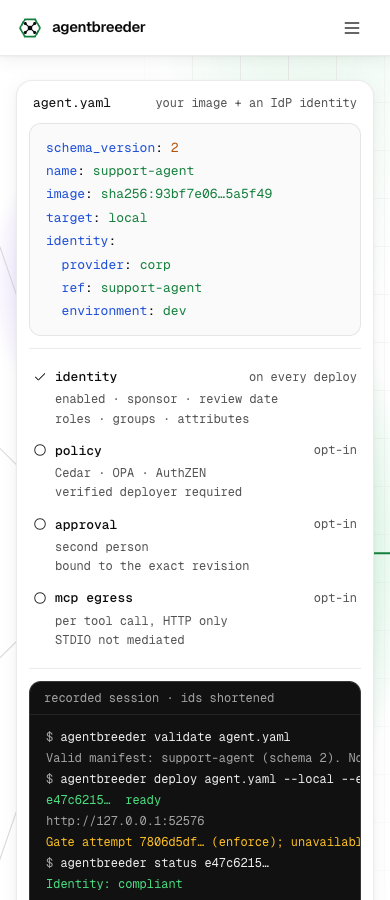 agentbreeder
agent.yaml your image + an IdP identity
schema_version: 2
name: support-agent
image: sha256:93bf7e06…5a5f49
target: local
identity:
provider: corp
ref: support-agent
environment: dev
identity on every deploy
enabled · sponsor · review date
roles · groups · attributes
policy opt-in
Cedar · OPA · AuthZEN
verified deployer required
approval opt-in
second person
bound to the exact revision
mcp egress opt-in
per tool call, HTTP only
STDIO not mediated
recorded session · ids shortened
$ agentbreeder validate agent.yaml
Valid manifest: support-agent (schema 2). No
$ agentbreeder deploy agent.yaml --local --e
e47c6215… ready
http://127.0.0.1:52576
Gate attempt 7806d5df… (enforce); unavailabl
$ agentbreeder status e47c6215…
Identity: compliant